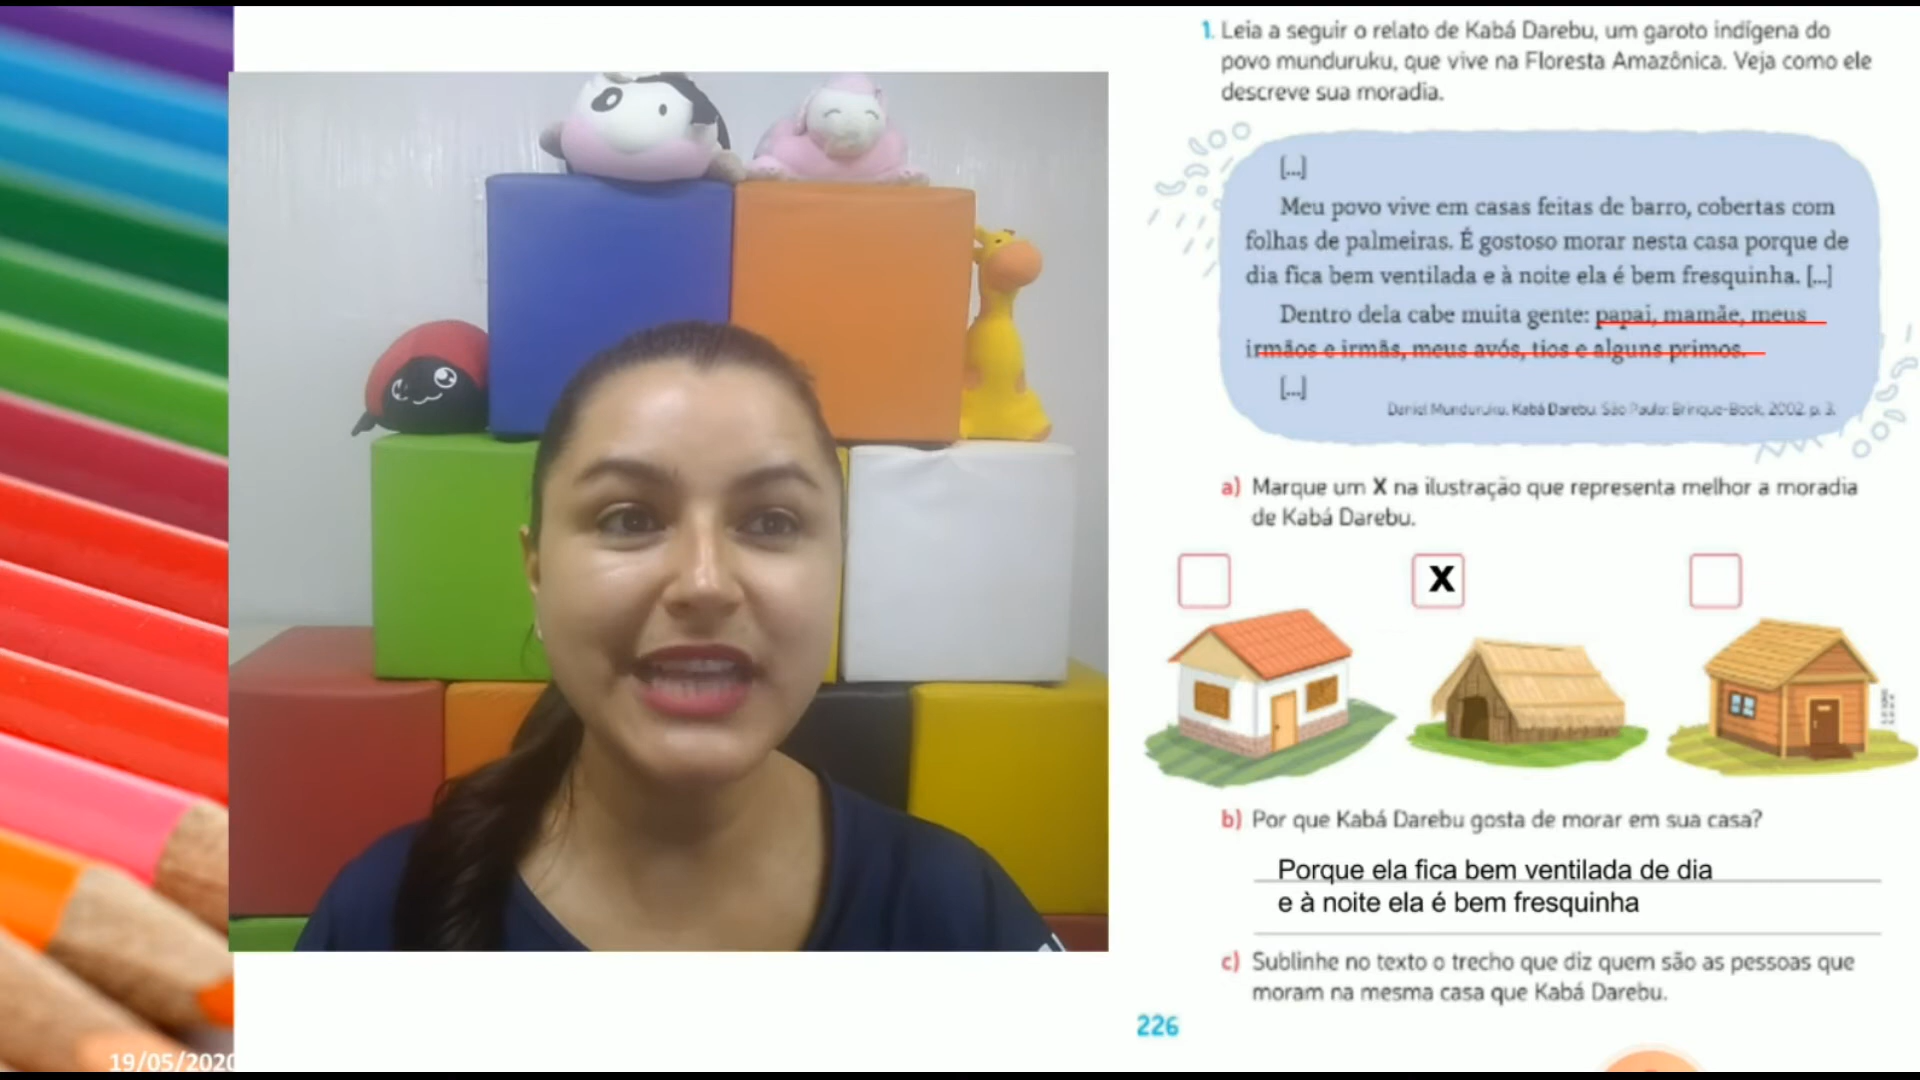 1. Leia a seguir o relato de Kabá Darebu, um garoto indígena do
povo munduruku, que vive na Floresta Amazônica. Veja como ele
descreve sua moradia.
[...]
Meu povo vive em casas feitas de barro, cobertas com
folhas de palmeiras. É gostoso morar nesta casa porque de
dia fica bem ventilada e à noite ela é bem fresquinha. [...]
Dentro dela cabe muita gente: papai, mamãe, meus
irmãos e irmãs, meus avós, tios e alguns primos.
[...]
Daniel Munduruku. Kabá Darebu. São Paulo: Brinque-Book, 2002. p. 3.
a) Marque um X na ilustração que representa melhor a moradia
de Kabá Darebu.
X
b) Por que Kabá Darebu gosta de morar em sua casa?
Porque ela fica bem ventilada de dia
e à noite ela é bem fresquinha
c) Sublinhe no texto o trecho que diz quem são as pessoas que
moram na mesma casa que Kabá Darebu.
226
19/05/2020